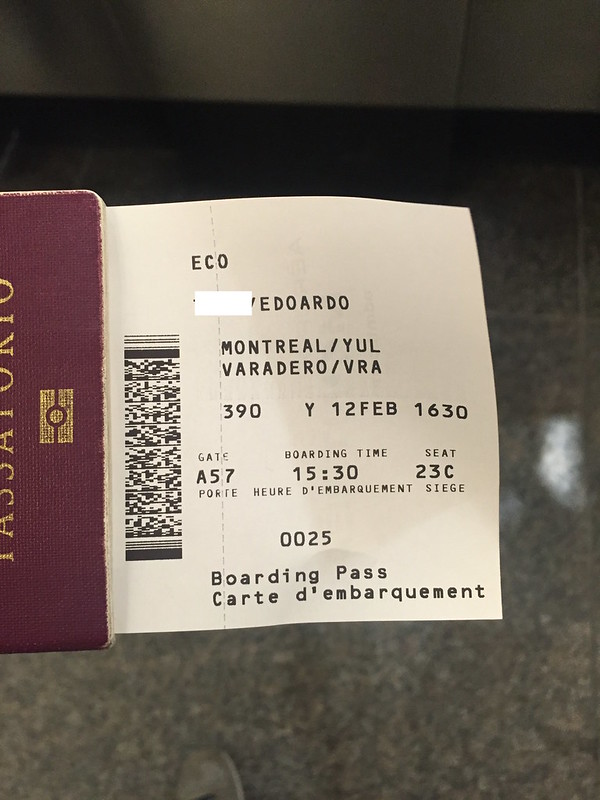 PASSAPORTO
ECO
/EDOARDO
MONTREAL/YUL
VARADERO/VRA
390 Y 12FEB 1630
GATE BOARDING TIME SEAT
A57 15:30 23C
PORTE HEURE D'EMBARQUEMENT SIEGE
0025
Boarding Pass
Carte d'embarquement